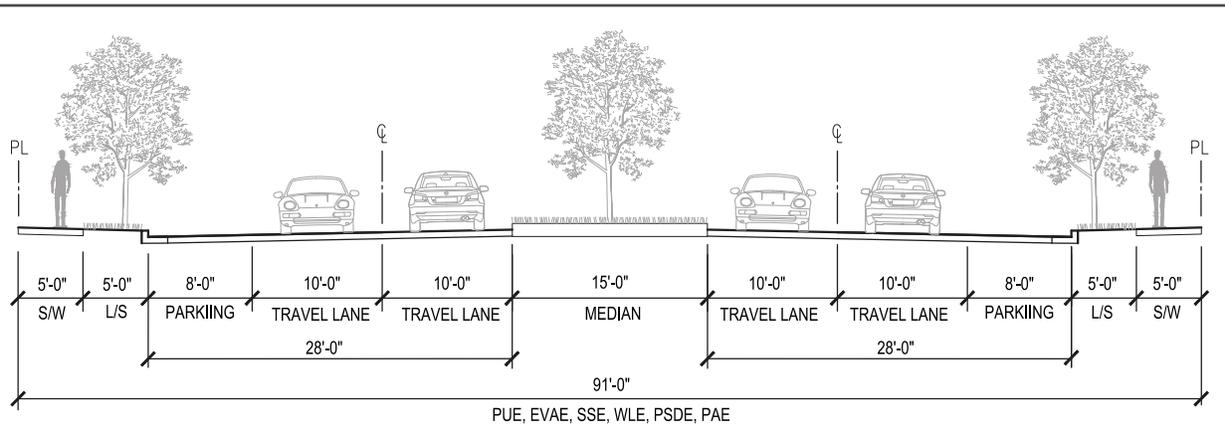 PL ℄ ℄ PL
5'-0" 5'-0" 8'-0" 10'-0" 10'-0" 15'-0" 10'-0" 10'-0" 8'-0" 5'-0" 5'-0"
S/W L/S PARKIING TRAVEL LANE TRAVEL LANE MEDIAN TRAVEL LANE TRAVEL LANE PARKIING L/S S/W
28'-0" 28'-0"
91'-0"
PUE, EVAE, SSE, WLE, PSDE, PAE